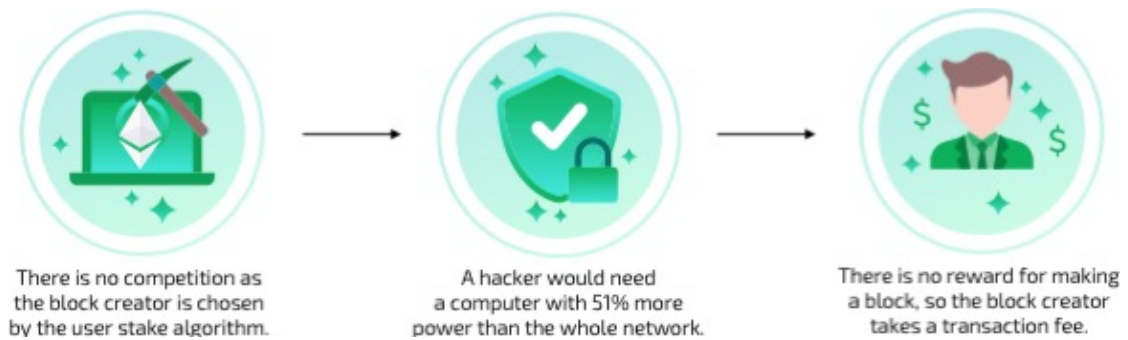 There is no competition as
the block creator is chosen
by the user stake algorithm.
A hacker would need
a computer with 51% more
power than the whole network.
$
$
There is no reward for making
a block, so the block creator
takes a transaction fee.